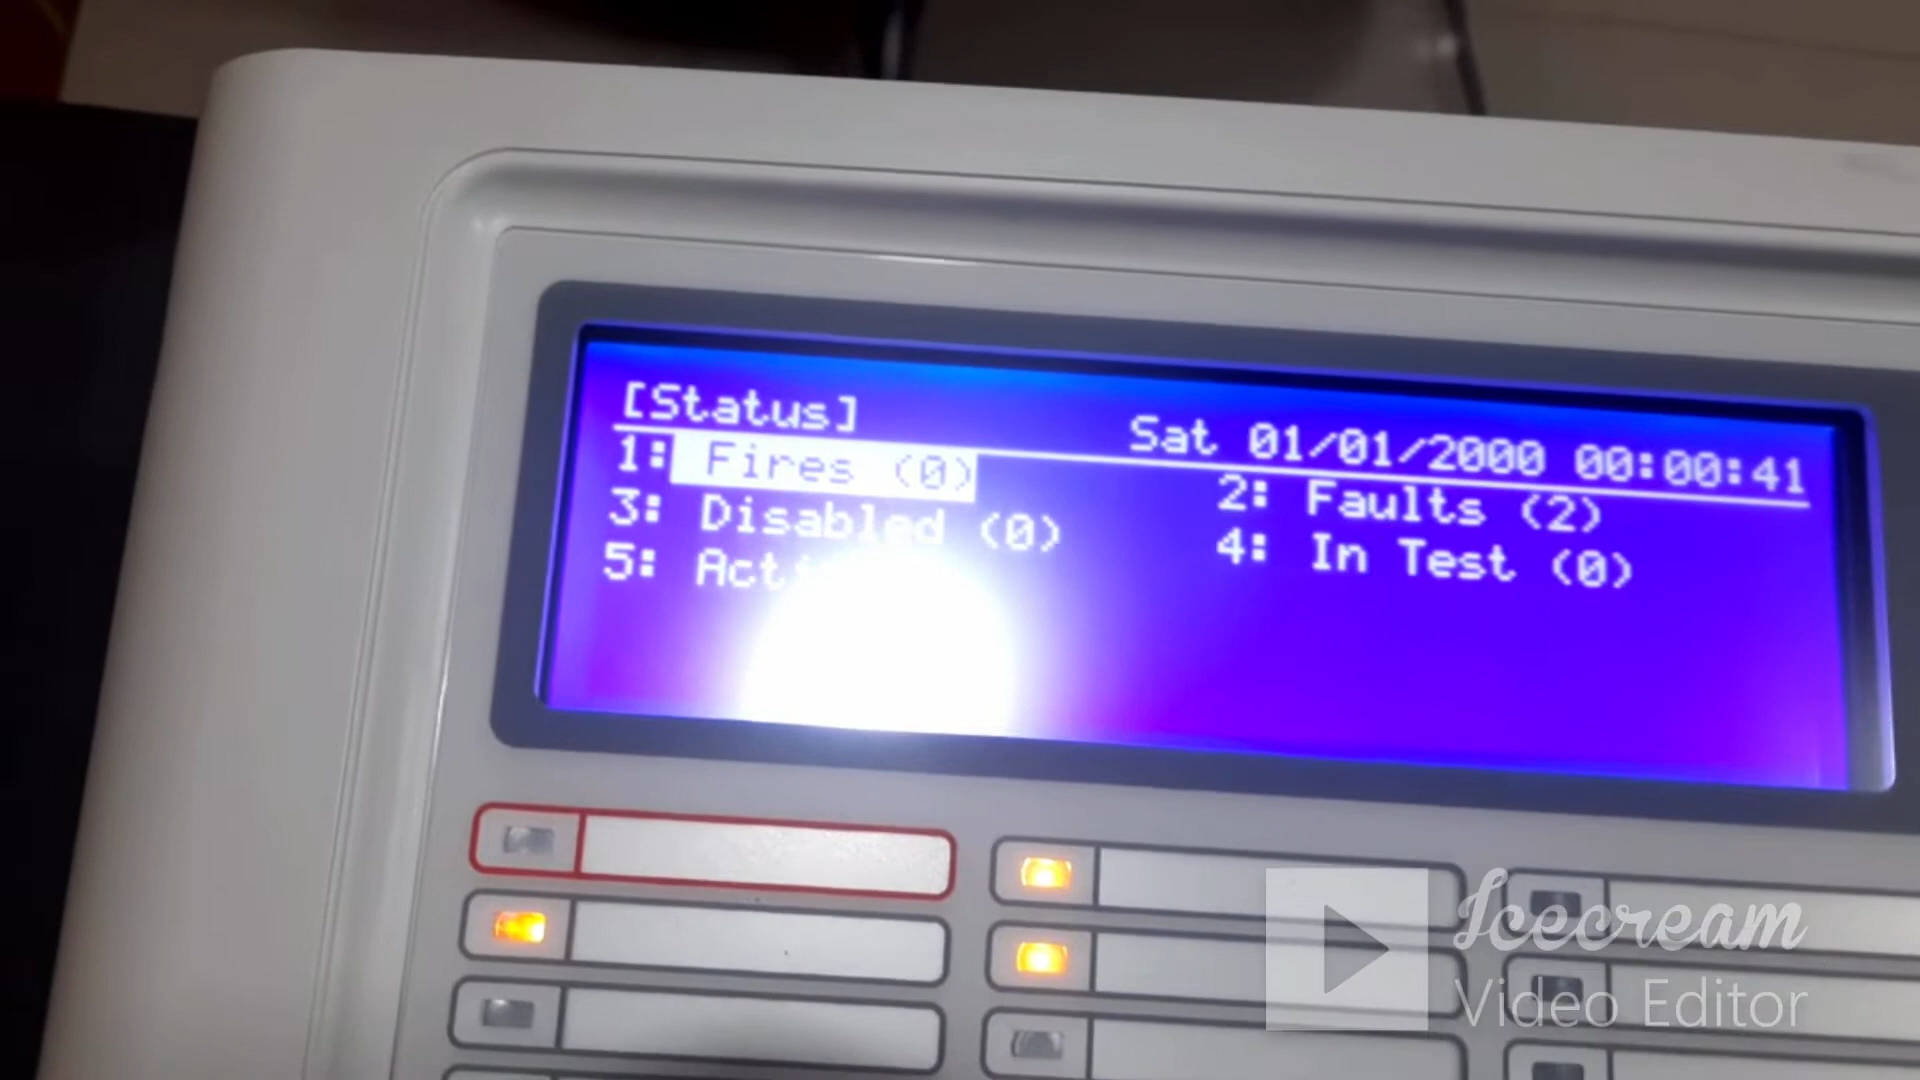 [Status]
Sat 01/01/2000 00:00:41
1: Fires (0)
2: Faults (2)
3: Disabled (0)
4: In Test (0)
5:
Icecream
Video Editor